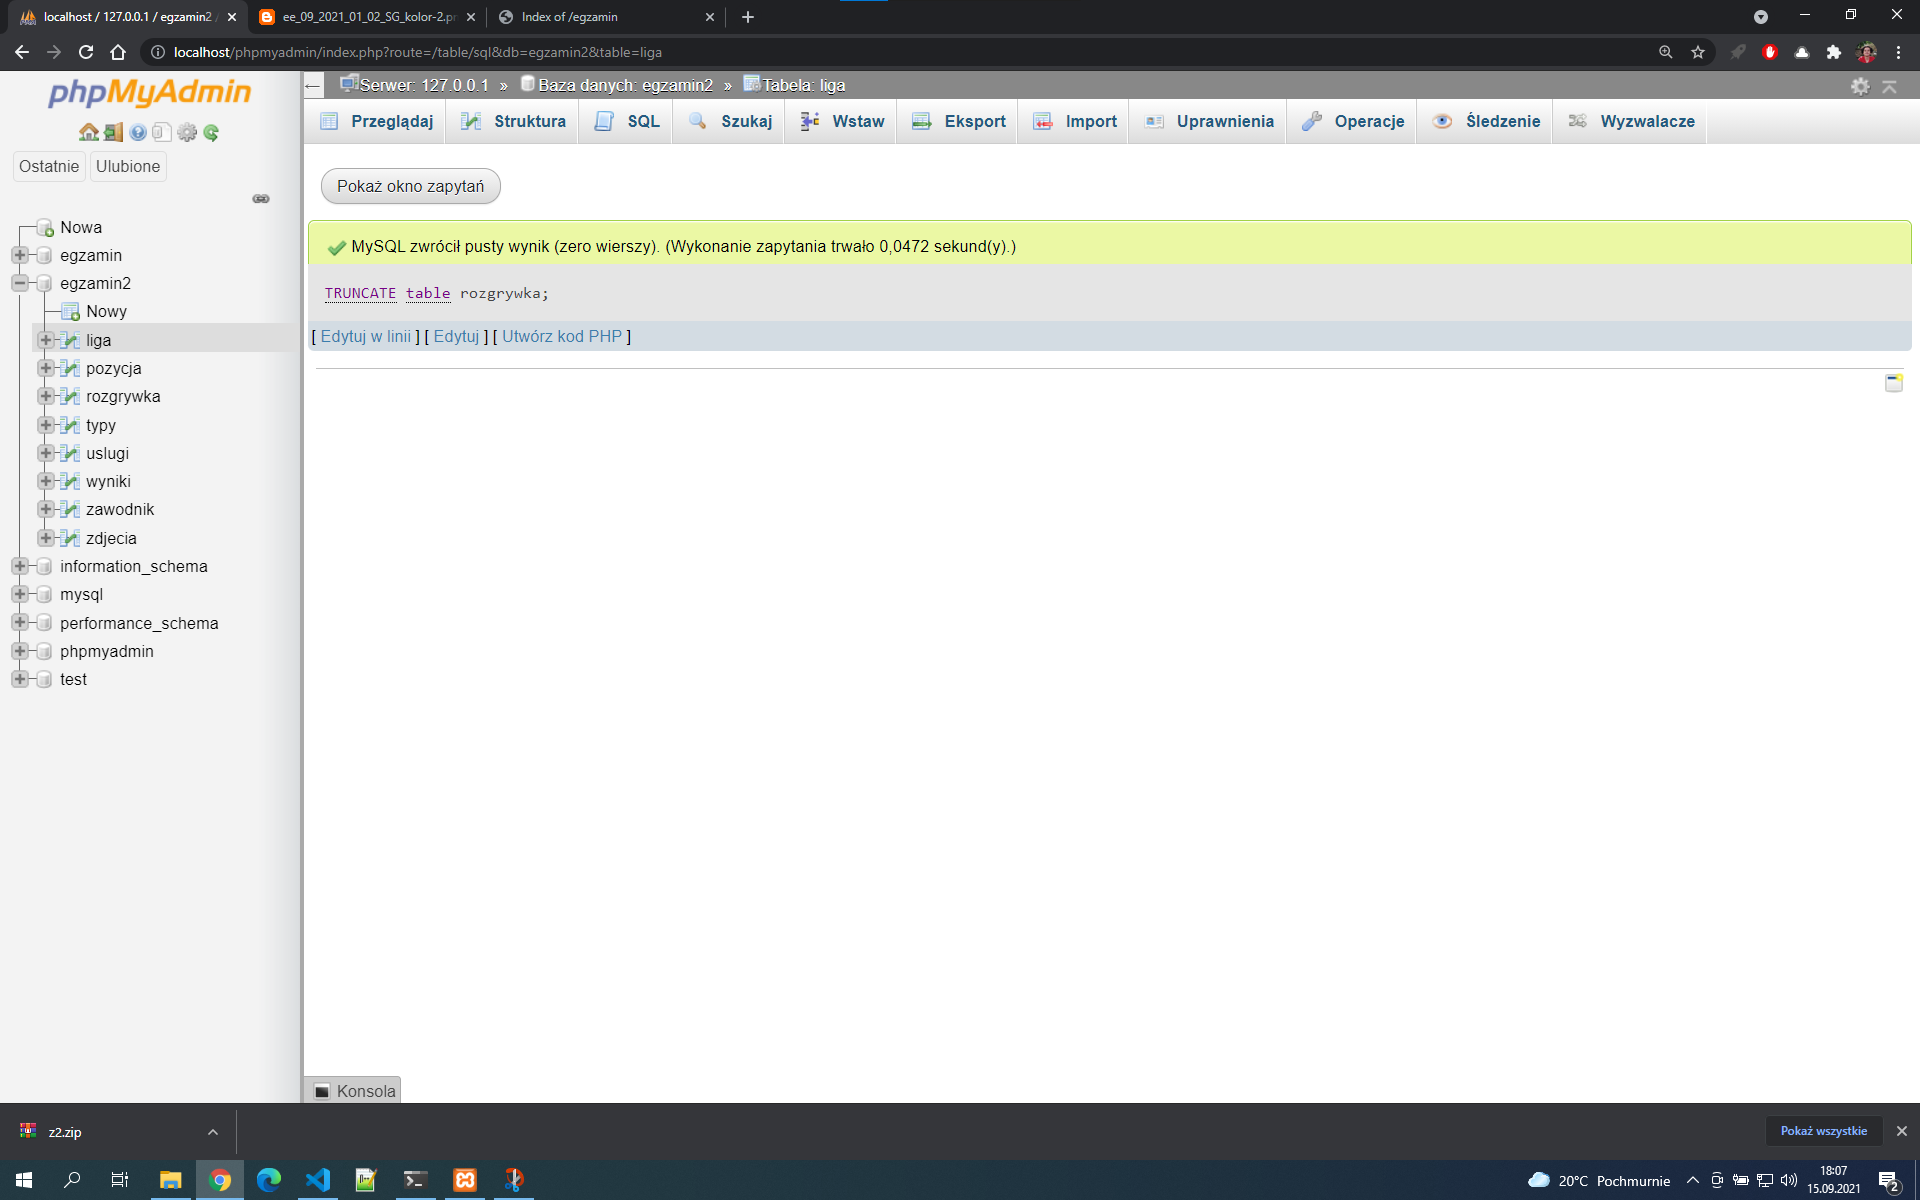 localhost / 127.0.0.1 / egzamin2 /
ee_09_2021_01_02_SG_kolor-2.pr
Index of /egzamin
localhost/phpmyadmin/index.php?route=/table/sql&db=egzamin2&table=liga
phpMyAdmin
Ostatnie
Ulubione
Nowa
egzamin
egzamin2
Nowy
liga
pozycja
rozgrywka
typy
uslugi
wyniki
zawodnik
zdjecia
information_schema
mysql
performance_schema
phpmyadmin
test
Serwer: 127.0.0.1 » Baza danych: egzamin2 » Tabela: liga
Przeglądaj
Struktura
SQL
Szukaj
Wstaw
Eksport
Import
Uprawnienia
Operacje
Śledzenie
Wyzwalacze
Pokaż okno zapytań
MySQL zwrócił pusty wynik (zero wierszy). (Wykonanie zapytania trwało 0,0472 sekund(y).)
TRUNCATE table rozgrywka;
[ Edytuj w linii ] [ Edytuj ] [ Utwórz kod PHP ]
Konsola
z2.zip
Pokaż wszystkie
20°C Pochmurnie
18:07
15.09.2021
2